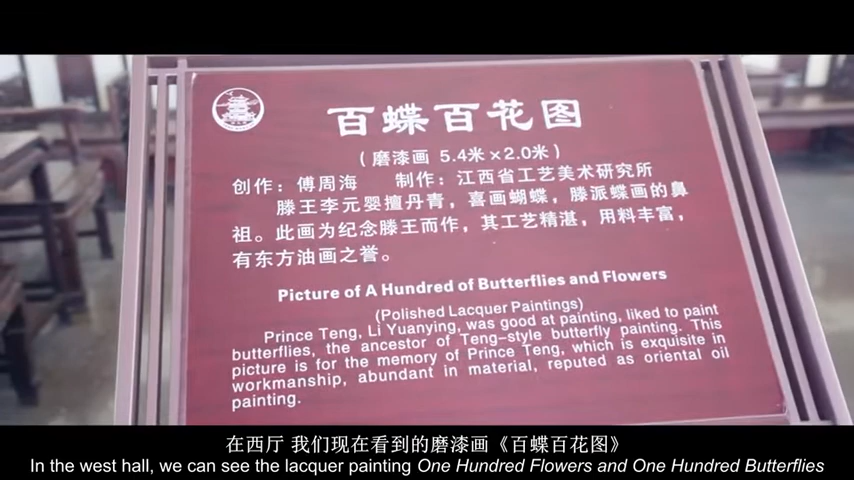 百蝶百花图
（磨漆画 5.4米×2.0米）
创作：傅周海 制作：江西省工艺美术研究所
滕王李元婴擅丹青，喜画蝴蝶，滕派蝶画的鼻
祖。此画为纪念滕王而作，其工艺精湛，用料丰富，
有东方油画之誉。
Picture of A Hundred of Butterflies and Flowers
(Polished Lacquer Paintings)
Prince Teng, Li Yuanying, was good at painting, liked to paint
butterflies, the ancestor of Teng-style butterfly painting. This
picture is for the memory of Prince Teng, which is exquisite in
workmanship, abundant in material, reputed as oriental oil
painting.
在西厅 我们现在看到的磨漆画《百蝶百花图》
In the west hall, we can see the lacquer painting One Hundred Flowers and One Hundred Butterflies